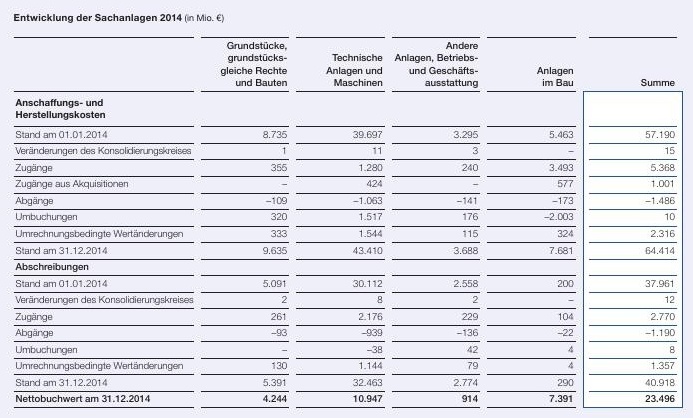 Entwicklung der Sachanlagen 2014 (in Mio. €)
Grundstücke, grundstücks- gleiche Rechte und Bauten | Technische Anlagen und Maschinen | Andere Anlagen, Betriebs- und Geschäfts- ausstattung | Anlagen im Bau | Summe
Anschaffungs- und
Herstellungskosten
Stand am 01.01.2014 8.735 39.697 3.295 5.463 57.190
Veränderungen des Konsolidierungskreises 1 11 3 – 15
Zugänge 355 1.280 240 3.493 5.368
Zugänge aus Akquisitionen – 424 – 577 1.001
Abgänge –109 –1.063 –141 –173 –1.486
Umbuchungen 320 1.517 176 –2.003 10
Umrechnungsbedingte Wertänderungen 333 1.544 115 324 2.316
Stand am 31.12.2014 9.635 43.410 3.688 7.681 64.414
Abschreibungen
Stand am 01.01.2014 5.091 30.112 2.558 200 37.961
Veränderungen des Konsolidierungskreises 2 8 2 – 12
Zugänge 261 2.176 229 104 2.770
Abgänge –93 –939 –136 –22 –1.190
Umbuchungen – –38 42 4 8
Umrechnungsbedingte Wertänderungen 130 1.144 79 4 1.357
Stand am 31.12.2014 5.391 32.463 2.774 290 40.918
Nettobuchwert am 31.12.2014 4.244 10.947 914 7.391 23.496